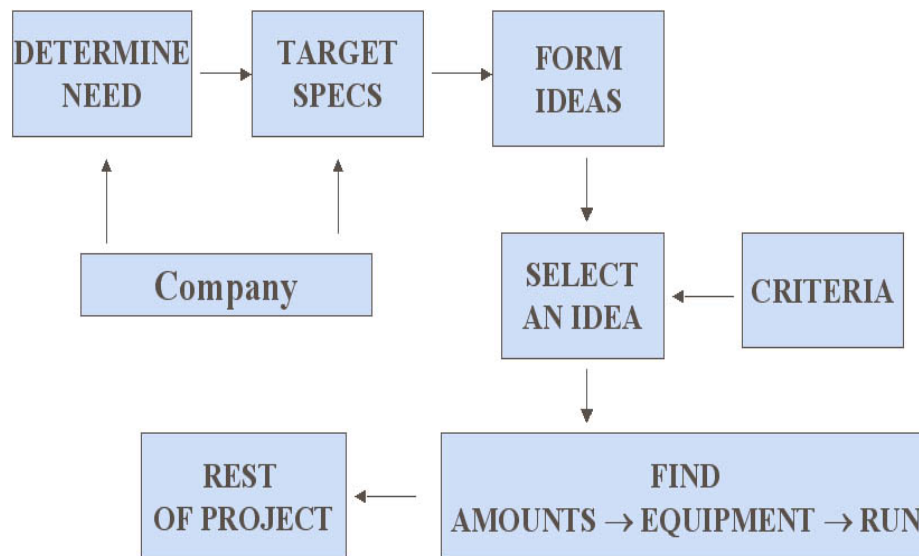 DETERMINE
NEED
TARGET
SPECS
FORM
IDEAS
Company
SELECT
AN IDEA
CRITERIA
REST
OF PROJECT
FIND
AMOUNTS → EQUIPMENT → RUN